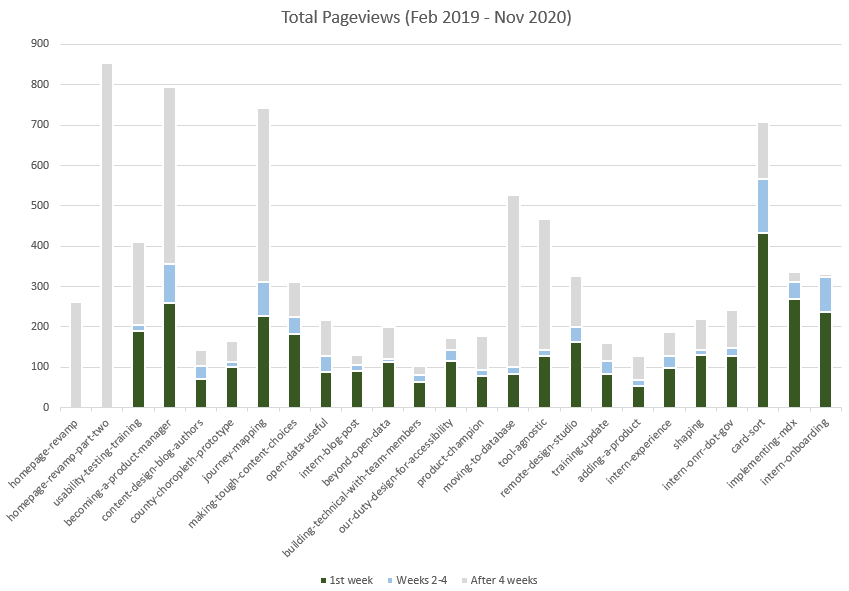 Total Pageviews (Feb 2019 - Nov 2020)
900
800
700
600
500
400
300
200
100
0
homepage-revamp
homepage-revamp-part-two
usability-testing-training
becoming-a-product-manager
content-design-blog-authors
county-choropleth-prototype
journey-mapping
making-tough-content-choices
open-data-useful
intern-blog-post
beyond-open-data
building-technical-with-team-members
our-duty-design-for-accessibility
product-champion
moving-to-database
tool-agnostic
remote-design-studio
training-update
adding-a-product
intern-experience
shaping
intern-onrr-dot-gov
card-sort
implementing-mdx
intern-onboarding
1st week Weeks 2-4 After 4 weeks